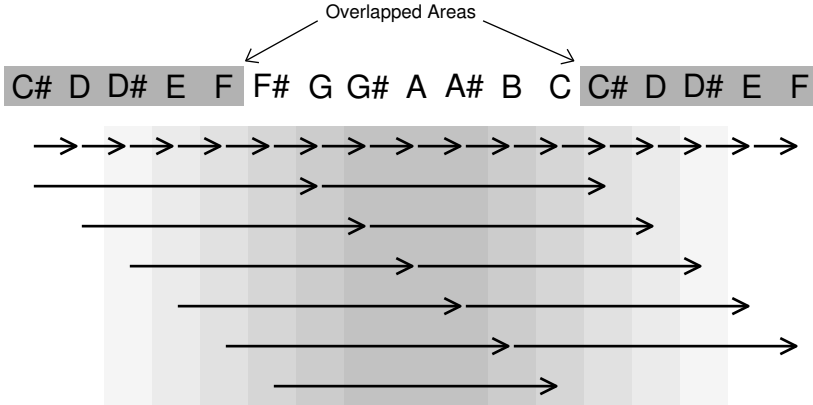 Overlapped Areas
C# D D# E F F# G G# A A# B C C# D D# E F